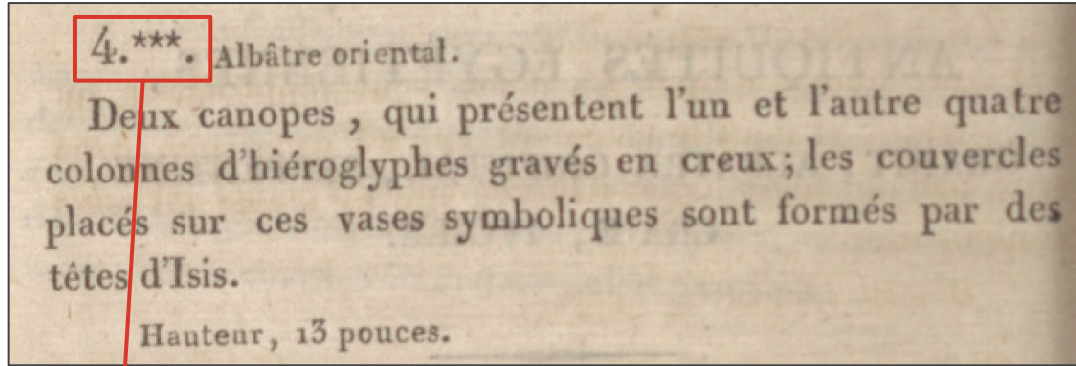 4.***. Albâtre oriental.
Deux canopes, qui présentent l'un et l'autre quatre
colonnes d'hiéroglyphes gravés en creux; les couvercles
placés sur ces vases symboliques sont formés par des
têtes d'Isis.
Hauteur, 13 pouces.